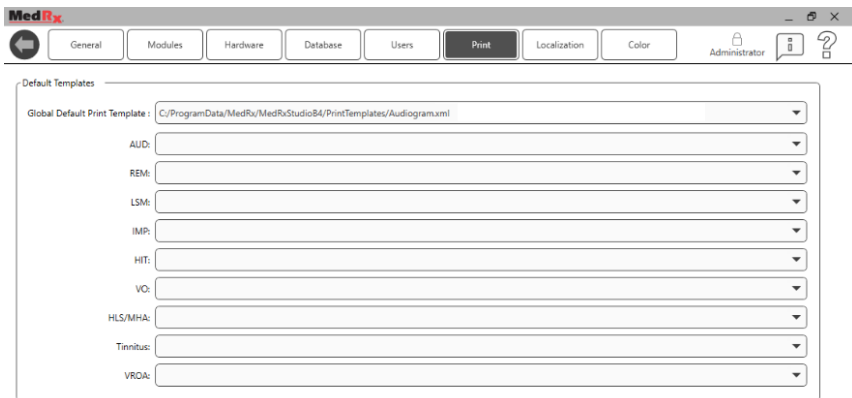 MedRx
General Modules Hardware Database Users Print Localization Color Administrator
Default Templates
Global Default Print Template : C:/ProgramData/MedRx/MedRxStudio84/PrintTemplates/Audiogram.xml
AUD:
REM:
LSM:
IMP:
HIT:
VO:
HLS/MHA:
Tinnitus:
VROA: